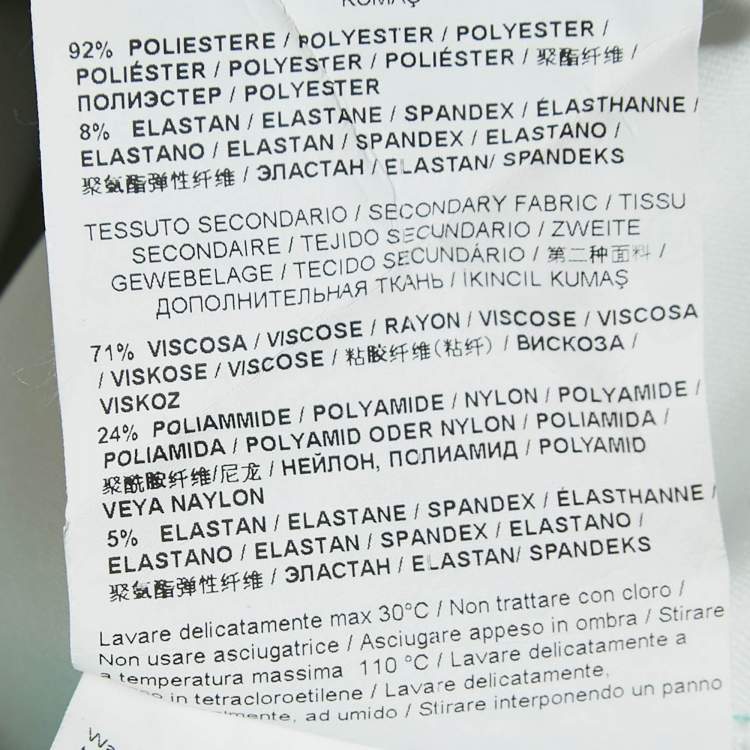 KUMAŞ
92% POLIESTERE / POLYESTER / POLYESTER /
POLIÉSTER / POLYESTER / POLIÉSTER / 聚酯纤维 /
ПОЛИЭСТЕР / POLYESTER
8% ELASTAN / ELASTANE / SPANDEX / ÉLASTHANNE /
ELASTANO / ELASTAN / SPANDEX / ELASTANO /
聚氨酯弹性纤维 / ЭЛАСТАН / ELASTAN/ SPANDEKS
TESSUTO SECONDARIO / SECONDARY FABRIC / TISSU
SECONDAIRE / TEJIDO SECUNDARIO / ZWEITE
GEWEBELAGE / TECIDO SECUNDÁRIO / 第二种面料 /
ДОПОЛНИТЕЛЬНАЯ ТКАНЬ / İKINCIL KUMAŞ
71% VISCOSA / VISCOSE / RAYON / VISCOSE / VISCOSA
/ VISKOSE / VISCOSE / 粘胶纤维(粘纤) / ВИСКОЗА /
VISKOZ
24% POLIAMMIDE / POLYAMIDE / NYLON / POLYAMIDE /
POLIAMIDA / POLYAMID ODER NYLON / POLIAMIDA /
聚酰胺纤维/尼龙 / НЕЙЛОН, ПОЛИАМИД / POLYAMID
VEYA NAYLON
5% ELASTAN / ELASTANE / SPANDEX / ÉLASTHANNE /
ELASTANO / ELASTAN / SPANDEX / ELASTANO /
聚氨酯弹性纤维 / ЭЛАСТАН / ELASTAN/ SPANDEKS
Lavare delicatamente max 30°C / Non trattare con cloro /
Non usare asciugatrice / Asciugare appeso in ombra / Stirare
a temperatura massima 110 °C / Lavare delicatamente a
in tetracloroetilene / Lavare delicatamente,
ad umido / Stirare interponendo un panno